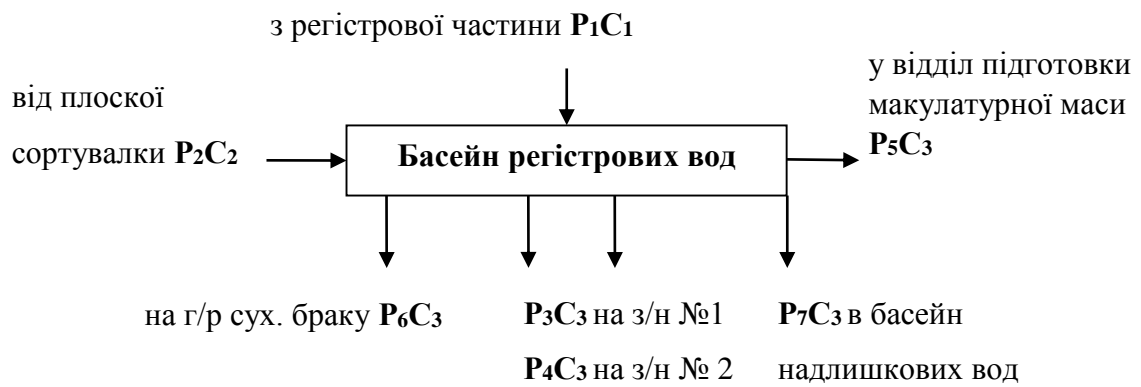 з регістрової частини P₁C₁
від плоскої
сортувалки P₂C₂
Басейн регістрових вод
у відділ підготовки
макулатурної маси
P₅C₃
на г/р сух. браку P₆C₃
P₃C₃ на з/н №1
P₄C₃ на з/н № 2
P₇C₃ в басейн
надлишкових вод